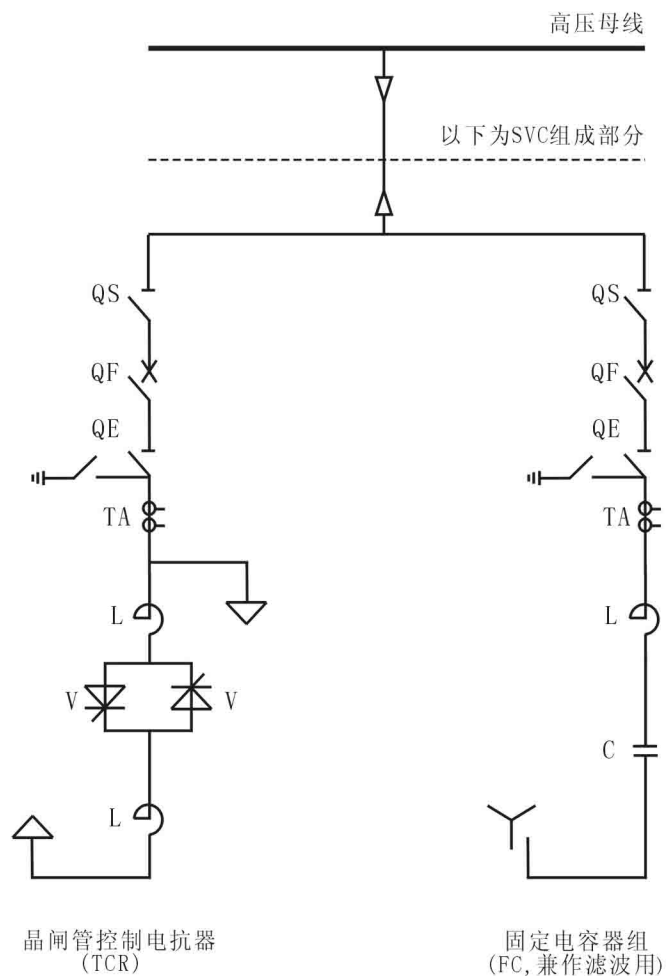 高压母线
以下为SVC组成部分
QS
QS
QF
QF
QE
QE
TA
TA
L
L
V
V
C
L
晶闸管控制电抗器
(TCR)
固定电容器组
(FC,兼作滤波用)